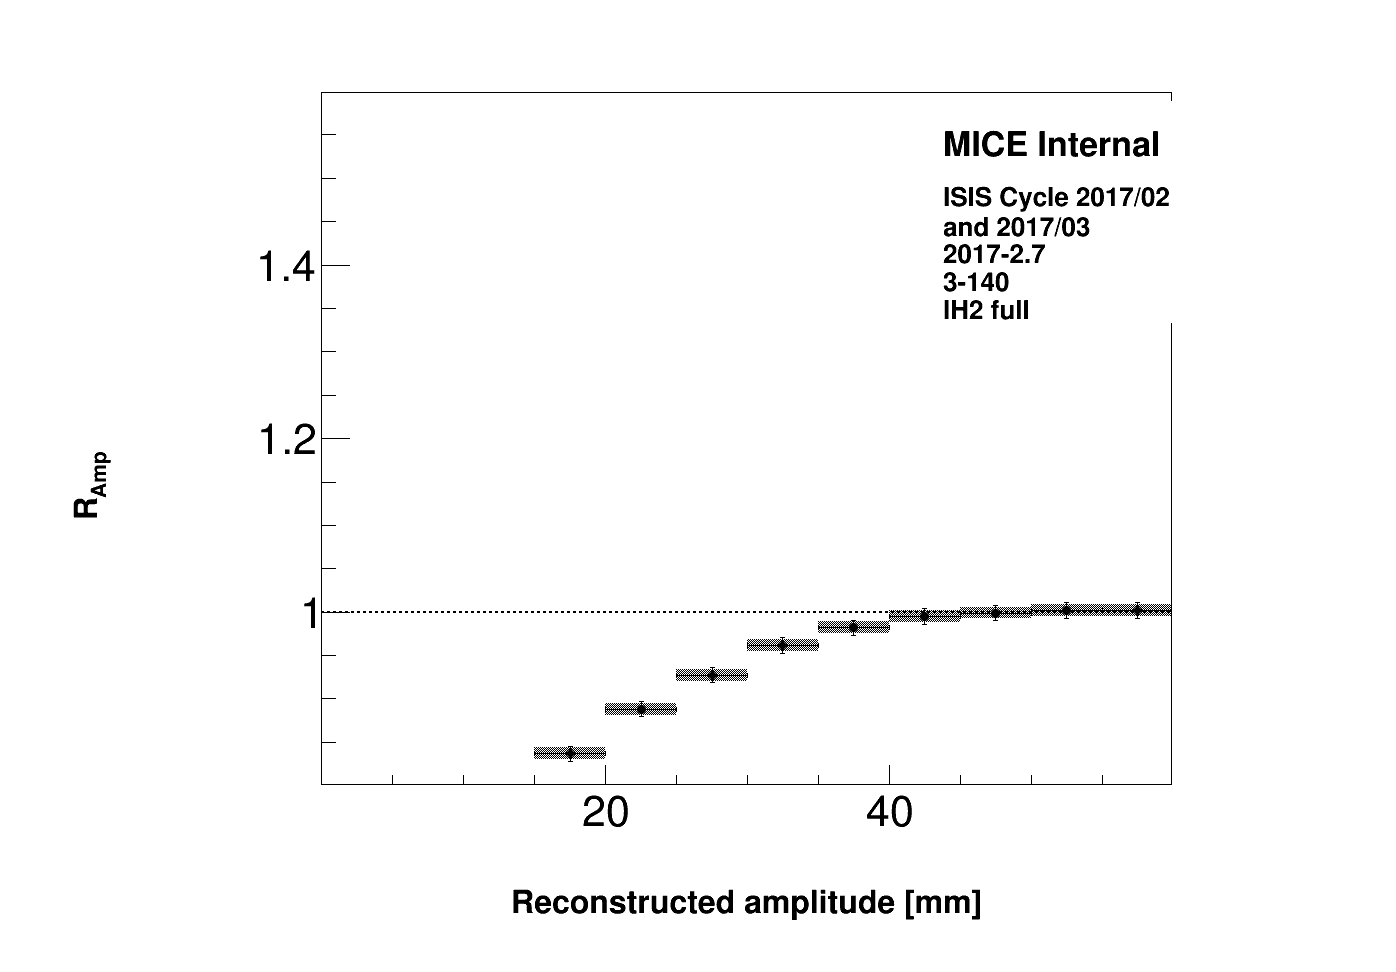 MICE Internal
ISIS Cycle 2017/02
and 2017/03
2017-2.7
3-140
IH2 full
1.4
1.2
1
R_Amp
20
40
Reconstructed amplitude [mm]